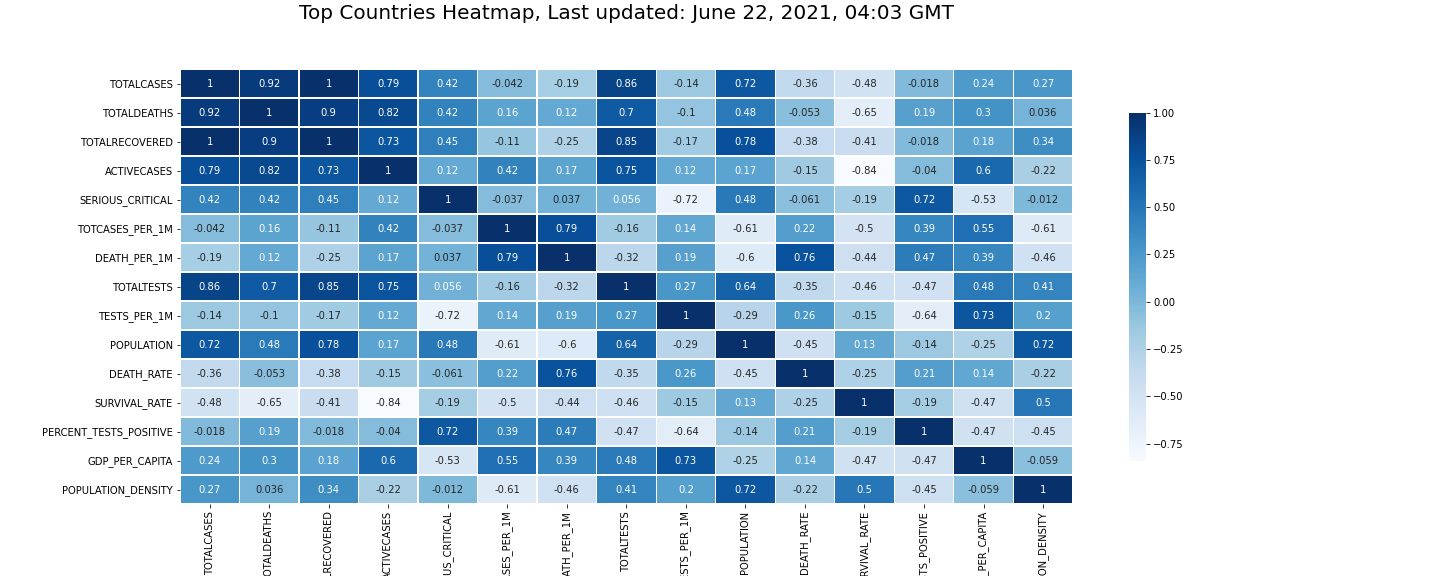 Top Countries Heatmap, Last updated: June 22, 2021, 04:03 GMT
TOTALCASES 1 0.92 1 0.79 0.42 -0.042 -0.19 0.86 -0.14 0.72 -0.36 -0.48 -0.018 0.24 0.27
TOTALDEATHS 0.92 1 0.9 0.82 0.42 0.16 0.12 0.7 -0.1 0.48 -0.053 -0.65 0.19 0.3 0.036
TOTALRECOVERED 1 0.9 1 0.73 0.45 -0.11 -0.25 0.85 -0.17 0.78 -0.38 -0.41 -0.018 0.18 0.34
ACTIVECASES 0.79 0.82 0.73 1 0.12 0.42 0.17 0.75 0.12 0.17 -0.15 -0.84 -0.04 0.6 -0.22
SERIOUS_CRITICAL 0.42 0.42 0.45 0.12 1 -0.037 0.037 0.056 -0.72 0.48 -0.061 -0.19 0.72 -0.53 -0.012
TOTCASES_PER_1M -0.042 0.16 -0.11 0.42 -0.037 1 0.79 -0.16 0.14 -0.61 0.22 -0.5 0.39 0.55 -0.61
DEATH_PER_1M -0.19 0.12 -0.25 0.17 0.037 0.79 1 -0.32 0.19 -0.6 0.76 -0.44 0.47 0.39 -0.46
TOTALTESTS 0.86 0.7 0.85 0.75 0.056 -0.16 -0.32 1 0.27 0.64 -0.35 -0.46 -0.47 0.48 0.41
TESTS_PER_1M -0.14 -0.1 -0.17 0.12 -0.72 0.14 0.19 0.27 1 -0.29 0.26 -0.15 -0.64 0.73 0.2
POPULATION 0.72 0.48 0.78 0.17 0.48 -0.61 -0.6 0.64 -0.29 1 -0.45 0.13 -0.14 -0.25 0.72
DEATH_RATE -0.36 -0.053 -0.38 -0.15 -0.061 0.22 0.76 -0.35 0.26 -0.45 1 -0.25 0.21 0.14 -0.22
SURVIVAL_RATE -0.48 -0.65 -0.41 -0.84 -0.19 -0.5 -0.44 -0.46 -0.15 0.13 -0.25 1 -0.19 -0.47 0.5
PERCENT_TESTS_POSITIVE -0.018 0.19 -0.018 -0.04 0.72 0.39 0.47 -0.47 -0.64 -0.14 0.21 -0.19 1 -0.47 -0.45
GDP_PER_CAPITA 0.24 0.3 0.18 0.6 -0.53 0.55 0.39 0.48 0.73 -0.25 0.14 -0.47 -0.47 1 -0.059
POPULATION_DENSITY 0.27 0.036 0.34 -0.22 -0.012 -0.61 -0.46 0.41 0.2 0.72 -0.22 0.5 -0.45 -0.059 1
TOTALCASES
OTALDEATHS
LRECOVERED
ACTIVECASES
US_CRITICAL
SES_PER_1M
ATH_PER_1M
TOTALTESTS
STS_PER_1M
POPULATION
DEATH_RATE
RVIVAL_RATE
TS_POSITIVE
_PER_CAPITA
ON_DENSITY
1.00
0.75
0.50
0.25
0.00
−0.25
−0.50
−0.75